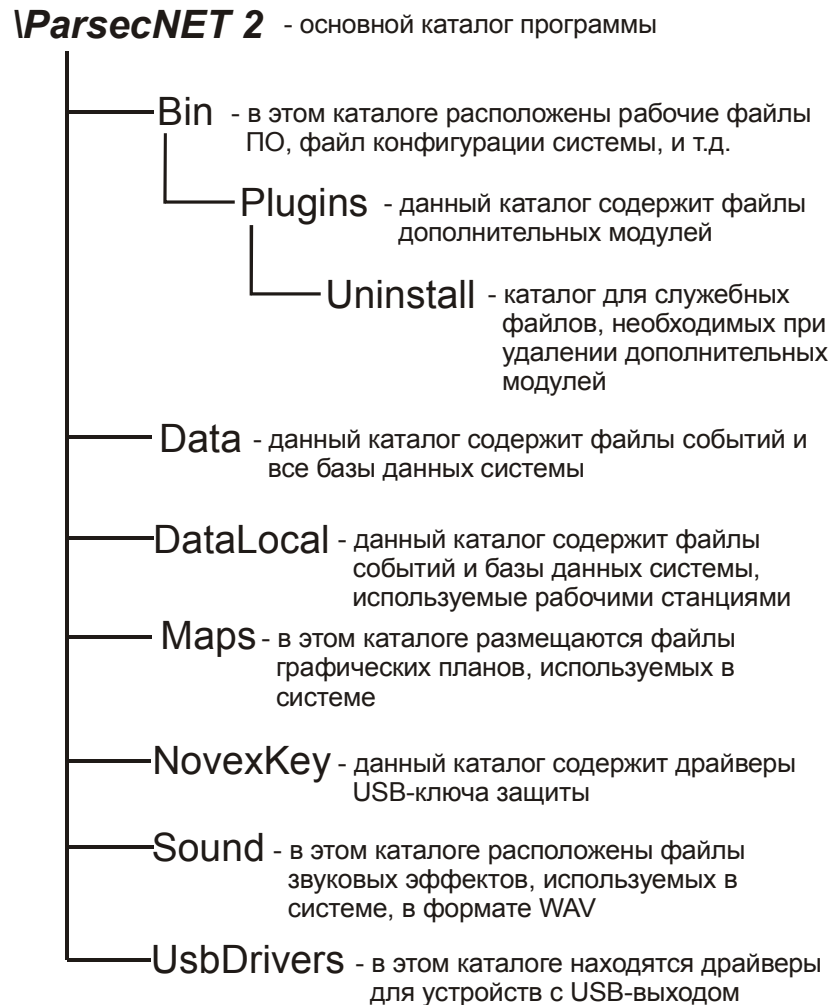 \ParsecNET 2 - основной каталог программы
Bin - в этом каталоге расположены рабочие файлы
ПО, файл конфигурации системы, и т.д.
Plugins - данный каталог содержит файлы
дополнительных модулей
Uninstall - каталог для служебных
файлов, необходимых при
удалении дополнительных
модулей
Data - данный каталог содержит файлы событий и
все базы данных системы
DataLocal - данный каталог содержит файлы
событий и базы данных системы,
используемые рабочими станциями
Maps - в этом каталоге размещаются файлы
графических планов, используемых в
системе
NovexKey - данный каталог содержит драйверы
USB-ключа защиты
Sound - в этом каталоге расположены файлы
звуковых эффектов, используемых в
системе, в формате WAV
UsbDrivers - в этом каталоге находятся драйверы
для устройств с USB-выходом